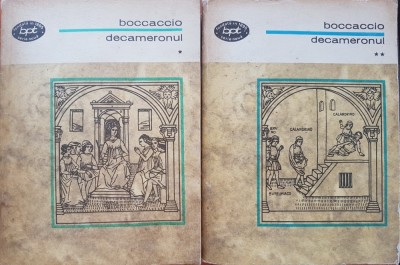 bpt
boccaccio
decameronul
*
bpt
boccaccio
decameronul
**
CALANDRINO
CALANDRINO